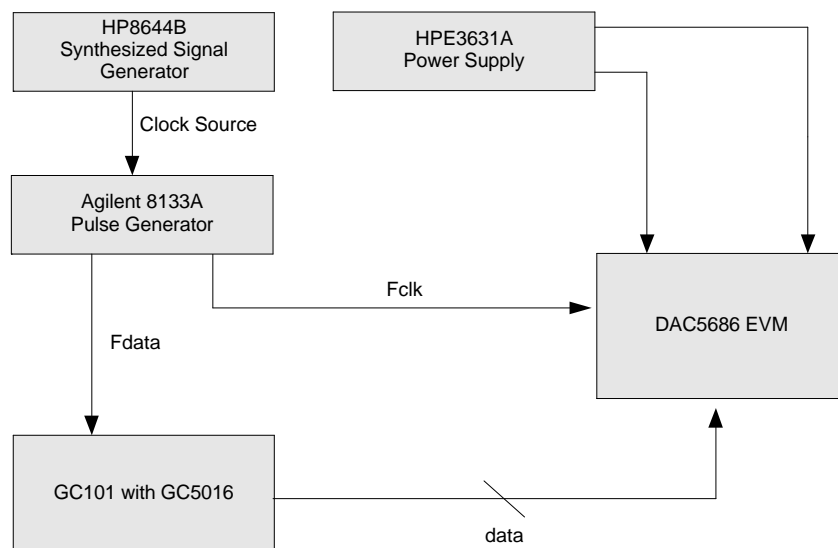 HP8644B
Synthesized Signal
Generator
HPE3631A
Power Supply
Clock Source
Agilent 8133A
Pulse Generator
Fclk
DAC5686 EVM
Fdata
GC101 with GC5016
data